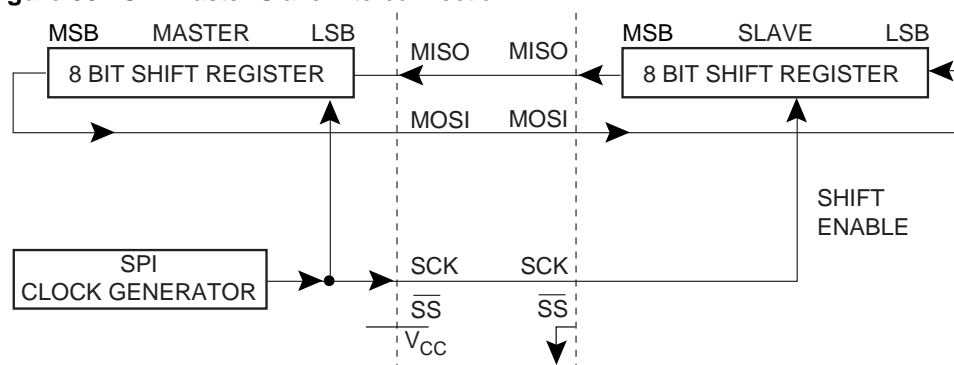 MSB MASTER LSB
8 BIT SHIFT REGISTER
MISO MISO
MSB SLAVE LSB
8 BIT SHIFT REGISTER
MOSI MOSI
SHIFT
ENABLE
SPI
CLOCK GENERATOR
SCK SCK
SS SS
VCC